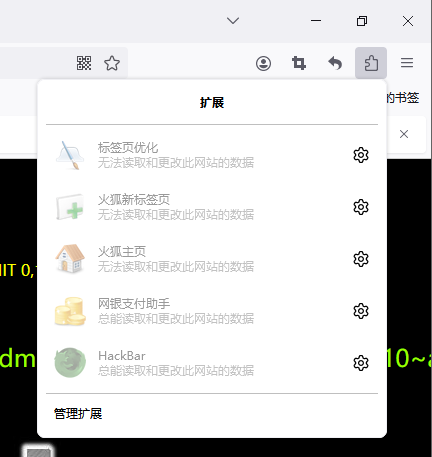 的书签
扩展
标签页优化
无法读取和更改此网站的数据
火狐新标签页
无法读取和更改此网站的数据
火狐主页
无法读取和更改此网站的数据
MIT 0,
网银支付助手
总能读取和更改此网站的数据
HackBar
总能读取和更改此网站的数据
dm
10~a
管理扩展